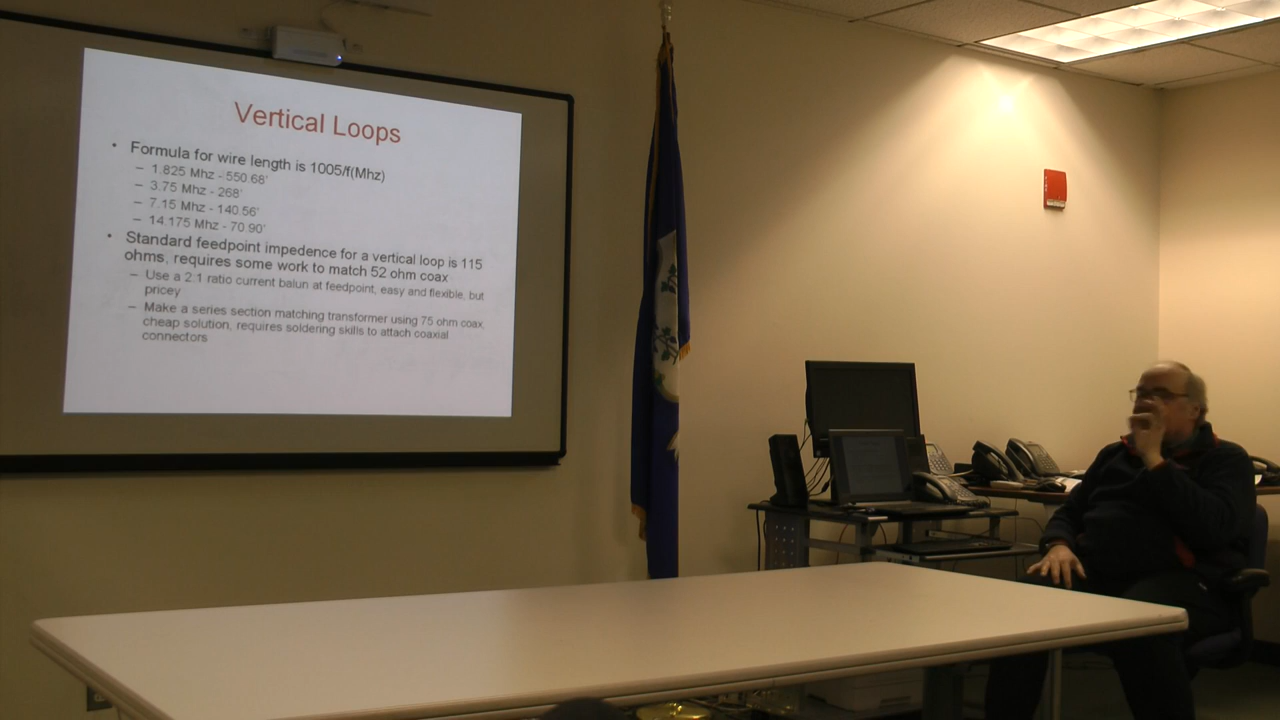 Vertical Loops
• Formula for wire length is 1005/f(Mhz)
– 1.825 Mhz - 550.68'
– 3.75 Mhz - 268'
– 7.15 Mhz - 140.56'
– 14.175 Mhz - 70.90'
• Standard feedpoint impedence for a vertical loop is 115
ohms, requires some work to match 52 ohm coax
– Use a 2:1 ratio current balun at feedpoint, easy and flexible, but
pricey
– Make a series section matching transformer using 75 ohm coax,
cheap solution, requires soldering skills to attach coaxial
connectors